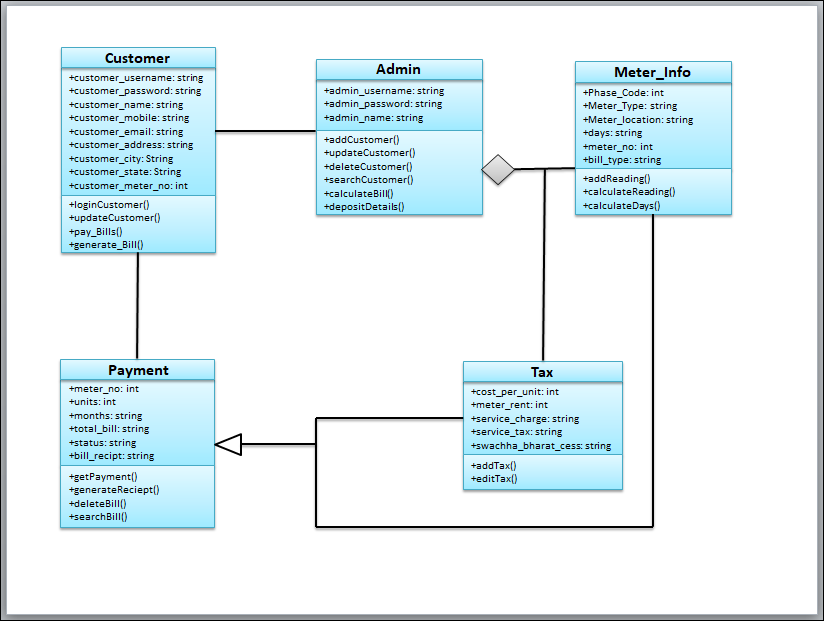 Customer
+customer_username: string
+customer_password: string
+customer_name: string
+customer_mobile: string
+customer_email: string
+customer_address: string
+customer_city: String
+customer_state: String
+customer_meter_no: int
+loginCustomer()
+updateCustomer()
+pay_Bills()
+generate_Bill()
Admin
+admin_username: string
+admin_password: string
+admin_name: string
+addCustomer()
+updateCustomer()
+deleteCustomer()
+searchCustomer()
+calculateBill()
+depositDetails()
Meter_Info
+Phase_Code: int
+Meter_Type: string
+Meter_location: string
+days: string
+meter_no: int
+bill_type: string
+addReading()
+calculateReading()
+calculateDays()
Payment
+meter_no: int
+units: int
+months: string
+total_bill: string
+status: string
+bill_recipt: string
+getPayment()
+generateReciept()
+deleteBill()
+searchBill()
Tax
+cost_per_unit: int
+meter_rent: int
+service_charge: string
+service_tax: string
+swachha_bharat_cess: string
+addTax()
+editTax()